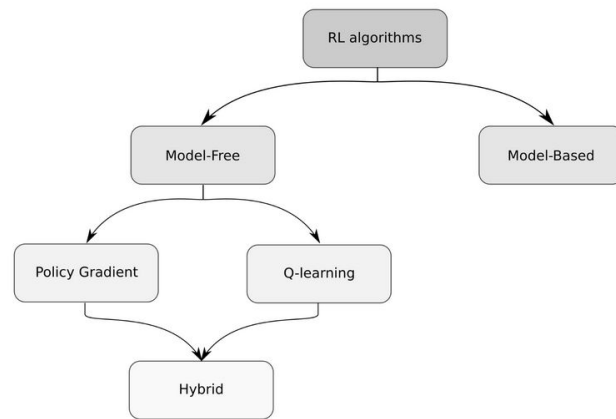 RL algorithms
Model-Free
Model-Based
Policy Gradient
Q-learning
Hybrid